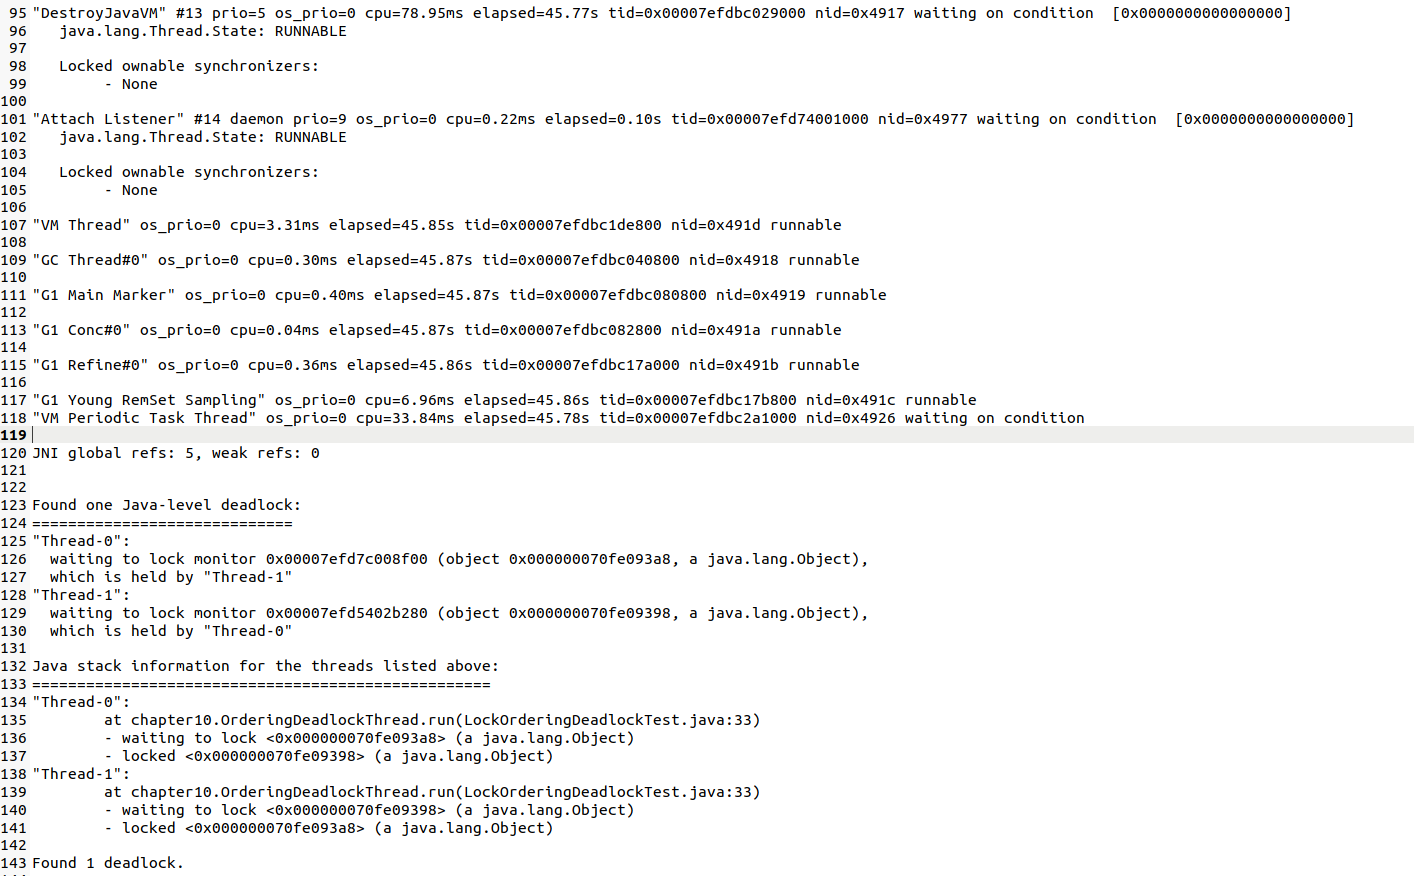 95 "DestroyJavaVM" #13 prio=5 os_prio=0 cpu=78.95ms elapsed=45.77s tid=0x00007efdbc029000 nid=0x4917 waiting on condition  [0x0000000000000000]
96    java.lang.Thread.State: RUNNABLE
97
98    Locked ownable synchronizers:
99         - None
100
101 "Attach Listener" #14 daemon prio=9 os_prio=0 cpu=0.22ms elapsed=0.10s tid=0x00007efd74001000 nid=0x4977 waiting on condition  [0x0000000000000000]
102    java.lang.Thread.State: RUNNABLE
103
104    Locked ownable synchronizers:
105         - None
106
107 "VM Thread" os_prio=0 cpu=3.31ms elapsed=45.85s tid=0x00007efdbc1de800 nid=0x491d runnable
108
109 "GC Thread#0" os_prio=0 cpu=0.30ms elapsed=45.87s tid=0x00007efdbc040800 nid=0x4918 runnable
110
111 "G1 Main Marker" os_prio=0 cpu=0.40ms elapsed=45.87s tid=0x00007efdbc080800 nid=0x4919 runnable
112
113 "G1 Conc#0" os_prio=0 cpu=0.04ms elapsed=45.87s tid=0x00007efdbc082800 nid=0x491a runnable
114
115 "G1 Refine#0" os_prio=0 cpu=0.36ms elapsed=45.86s tid=0x00007efdbc17a000 nid=0x491b runnable
116
117 "G1 Young RemSet Sampling" os_prio=0 cpu=6.96ms elapsed=45.86s tid=0x00007efdbc17b800 nid=0x491c runnable
118 "VM Periodic Task Thread" os_prio=0 cpu=33.84ms elapsed=45.78s tid=0x00007efdbc2a1000 nid=0x4926 waiting on condition
119
120 JNI global refs: 5, weak refs: 0
121
122
123 Found one Java-level deadlock:
124 =============================
125 "Thread-0":
126   waiting to lock monitor 0x00007efd7c008f00 (object 0x000000070fe093a8, a java.lang.Object),
127   which is held by "Thread-1"
128 "Thread-1":
129   waiting to lock monitor 0x00007efd5402b280 (object 0x000000070fe09398, a java.lang.Object),
130   which is held by "Thread-0"
131
132 Java stack information for the threads listed above:
133 ===================================================
134 "Thread-0":
135         at chapter10.OrderingDeadlockThread.run(LockOrderingDeadlockTest.java:33)
136         - waiting to lock <0x000000070fe093a8> (a java.lang.Object)
137         - locked <0x000000070fe09398> (a java.lang.Object)
138 "Thread-1":
139         at chapter10.OrderingDeadlockThread.run(LockOrderingDeadlockTest.java:33)
140         - waiting to lock <0x000000070fe09398> (a java.lang.Object)
141         - locked <0x000000070fe093a8> (a java.lang.Object)
142
143 Found 1 deadlock.